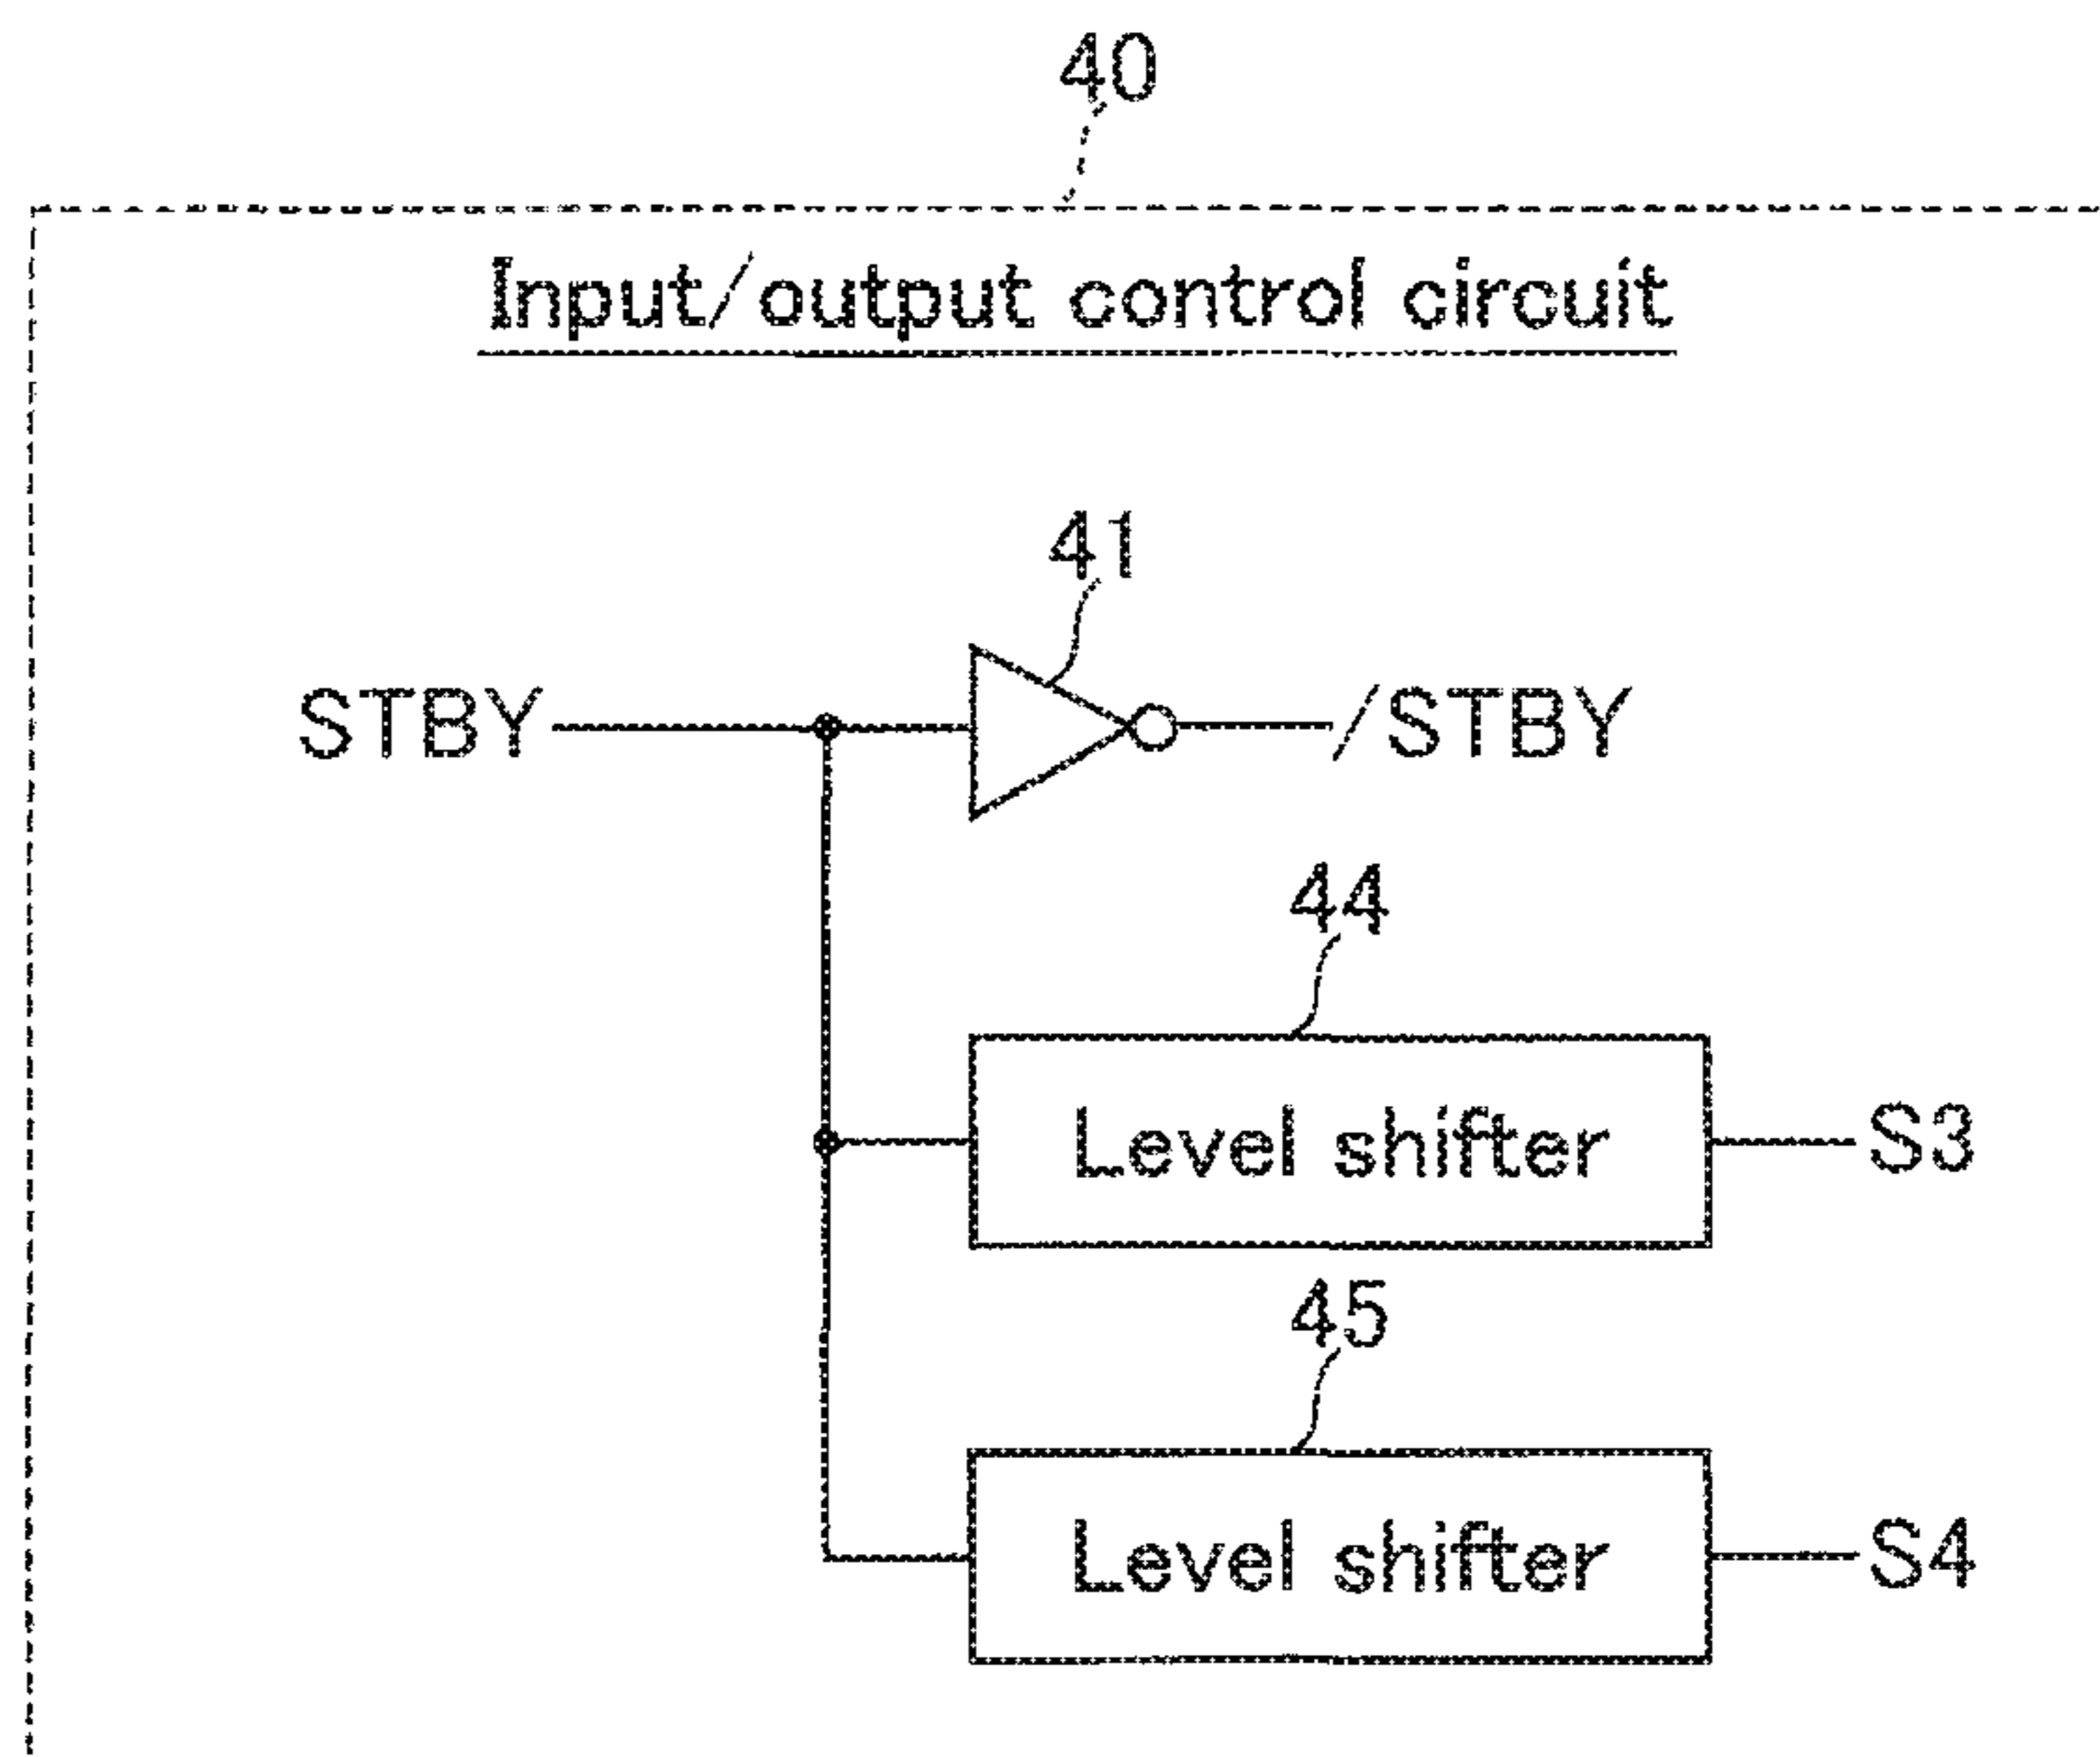 40
Input/output control circuit
41
STBY /STBY
44
Level shifter S3
45
Level shifter S4